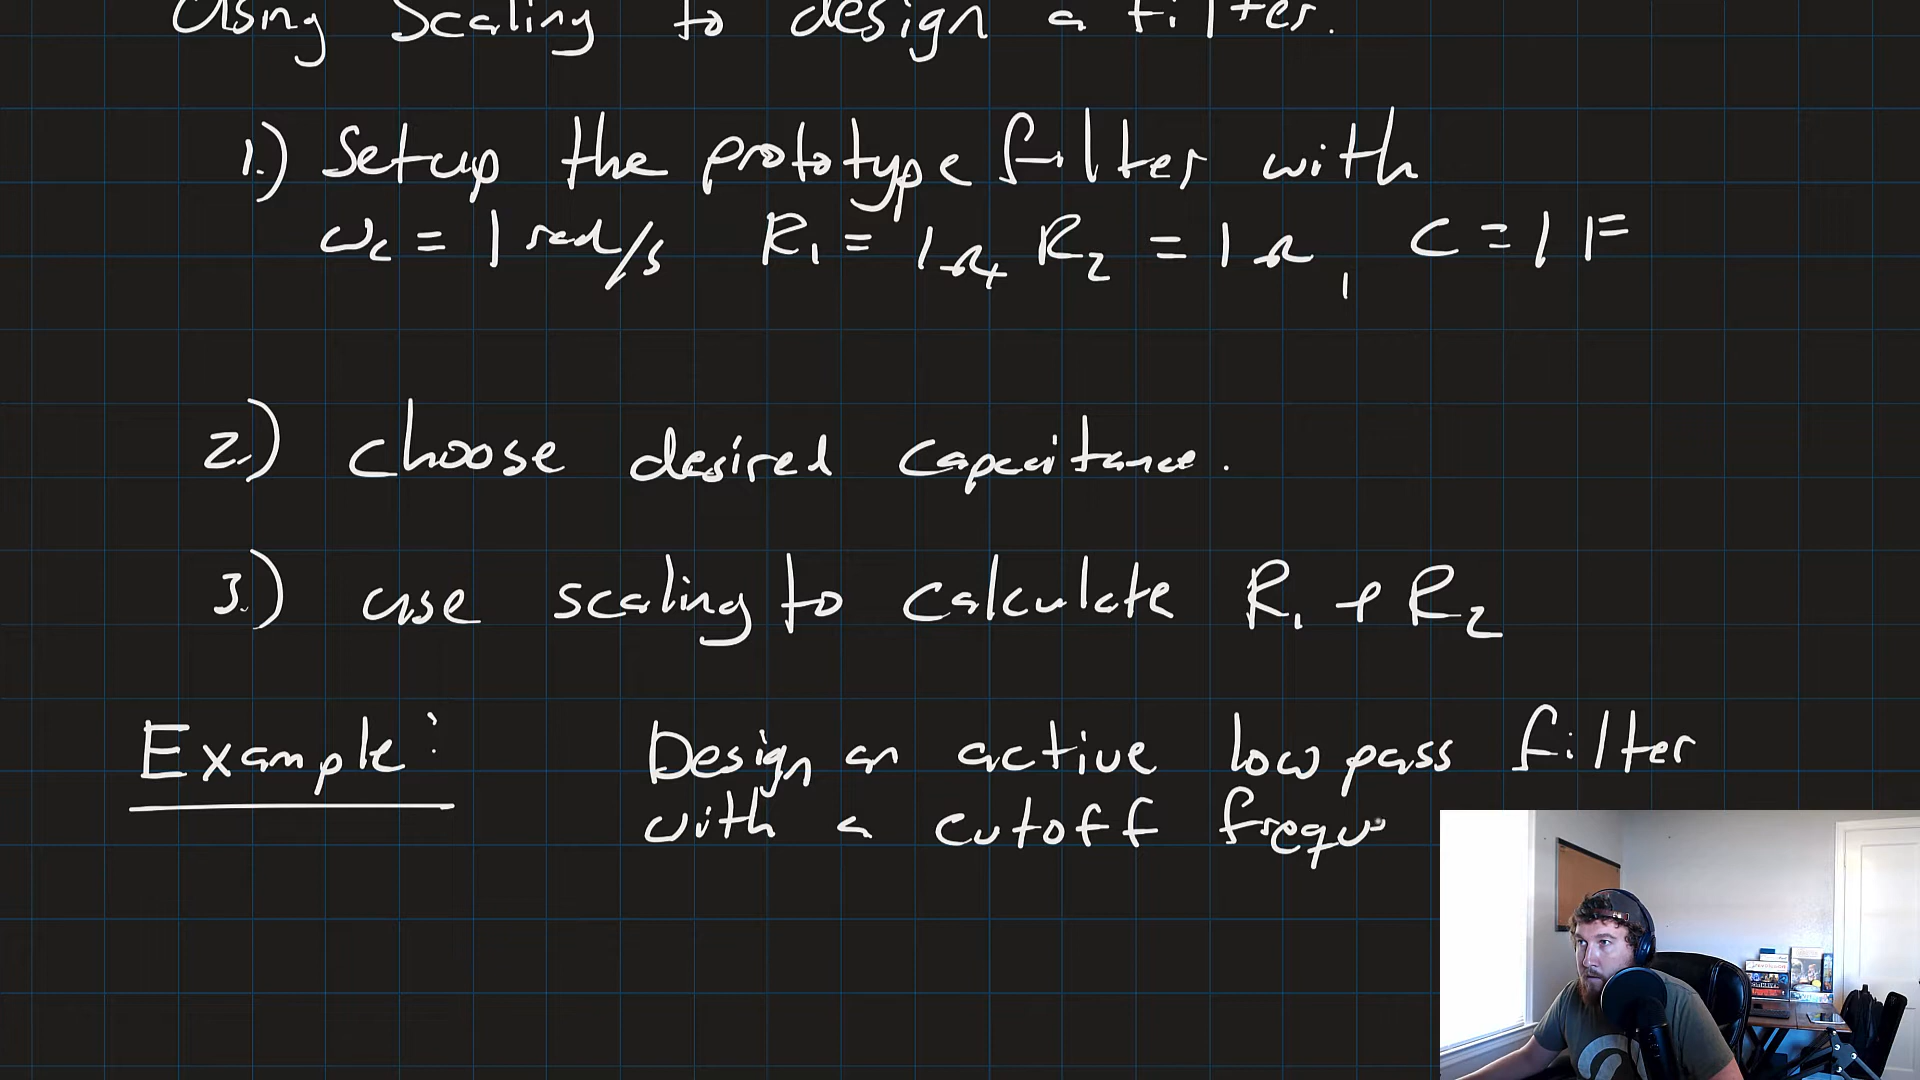 Using Scaling to design a filter.
1.) Setup the prototype filter with
ωc = 1 rad/s R1 = 1Ω, R2 = 1Ω, C = 1 F
2.) choose desired capacitance.
3.) use scaling to calculate R1 + R2
Example: Design an active low pass filter
with a cutoff frequ